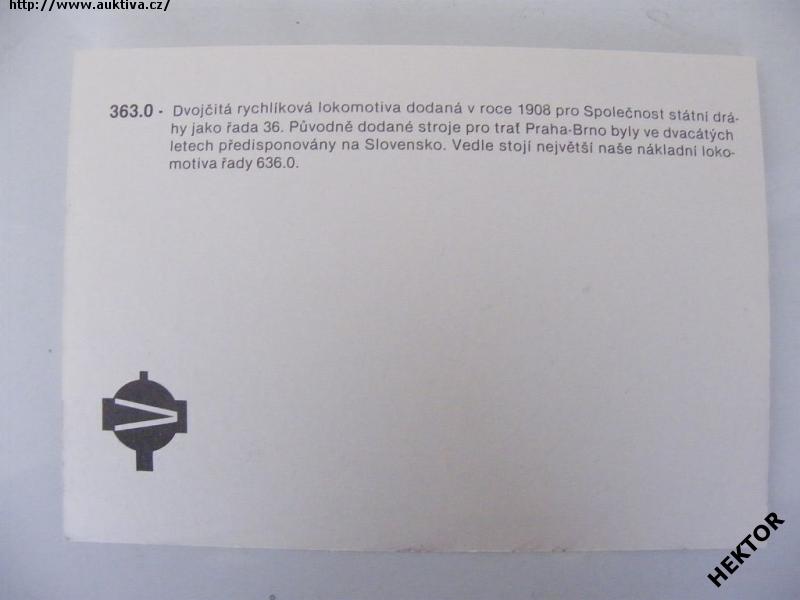 http://www.auktiva.cz/
363.0 - Dvojčitá rychlíková lokomotiva dodaná v roce 1908 pro Společnost státní drá-
hy jako řada 36. Původně dodané stroje pro trať Praha-Brno byly ve dvacátých
letech předisponovány na Slovensko. Vedle stojí největší naše nákladní loko-
motiva řady 636.0.
HEKTOR